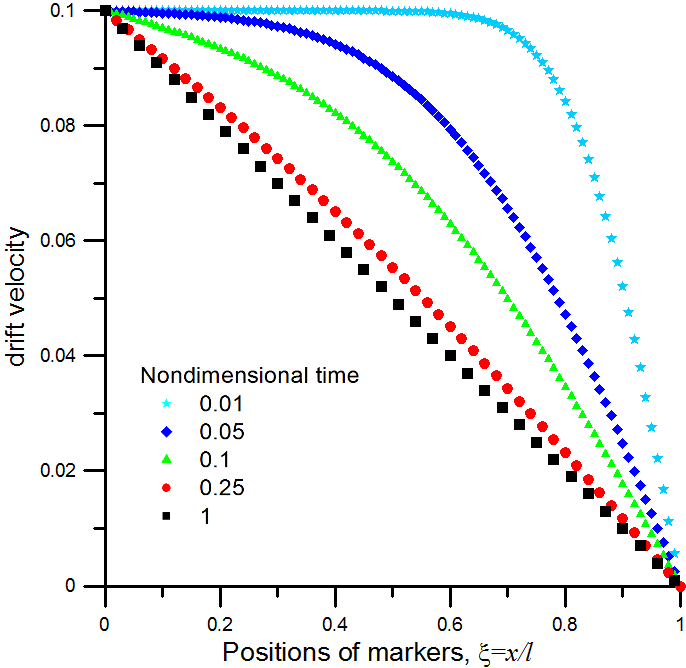 0.1
0.08
0.06
0.04
0.02
0
drift velocity
Nondimensional time
0.01
0.05
0.1
0.25
1
0 0.2 0.4 0.6 0.8 1
Positions of markers, ξ=x/l